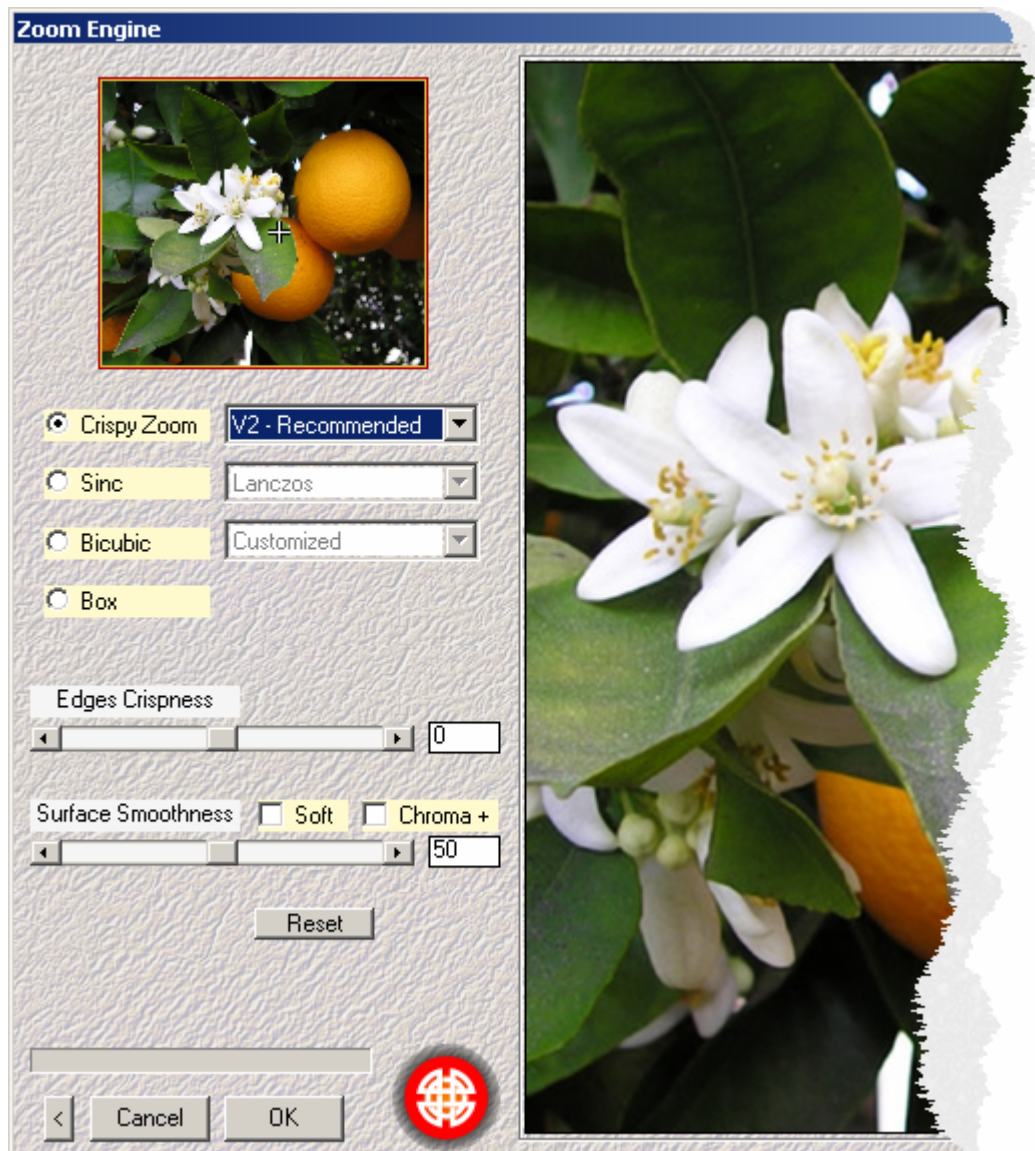 Zoom Engine
Crispy Zoom V2 - Recommended
Sinc Lanczos
Bicubic Customized
Box
Edges Crispness
0
Surface Smoothness Soft Chroma +
50
Reset
< Cancel OK